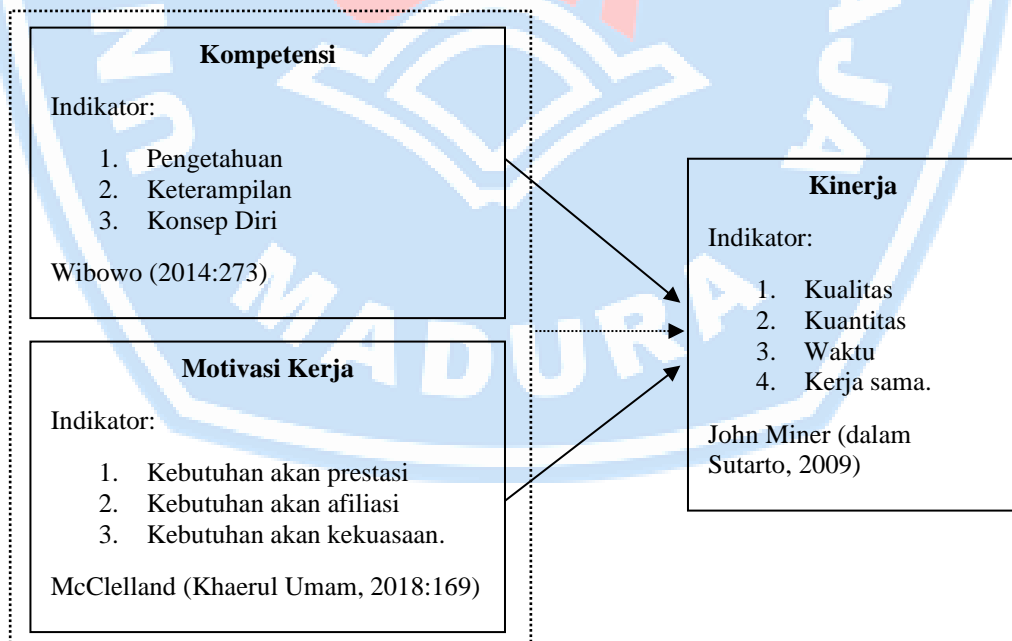 Kompetensi
Indikator:
1. Pengetahuan
2. Keterampilan
3. Konsep Diri
Wibowo (2014:273)
Motivasi Kerja
Indikator:
1. Kebutuhan akan prestasi
2. Kebutuhan akan afiliasi
3. Kebutuhan akan kekuasaan.
McClelland (Khaerul Umam, 2018:169)
Kinerja
Indikator:
1. Kualitas
2. Kuantitas
3. Waktu
4. Kerja sama.
John Miner (dalam
Sutarto, 2009)
MADURA